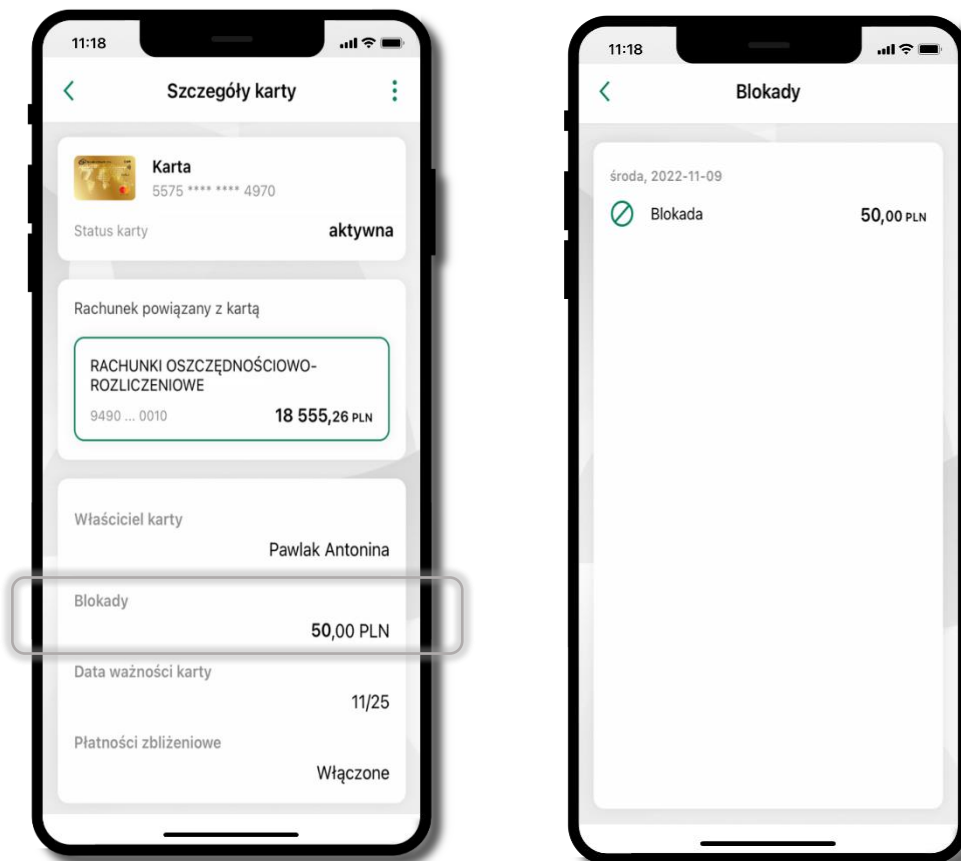 11:18
Szczegóły karty
Karta
5575 **** **** 4970
Status karty
aktywna
Rachunek powiązany z kartą
RACHUNKI OSZCZĘDNOŚCIOWO-
ROZLICZENIOWE
9490 ... 0010
18 555,26 PLN
Właściciel karty
Pawlak Antonina
Blokady
50,00 PLN
Data ważności karty
11/25
Płatności zbliżeniowe
Włączone
11:18
Blokady
środa, 2022-11-09
Blokada
50,00 PLN